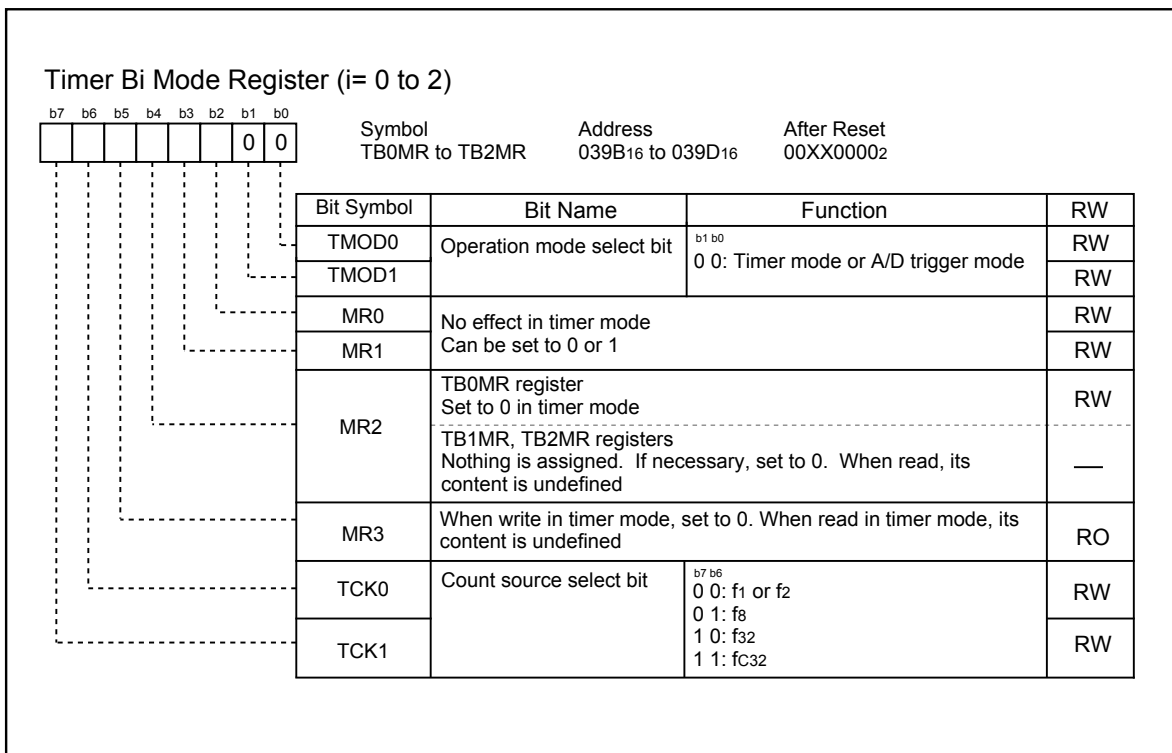 Timer Bi Mode Register (i= 0 to 2)
b7 b6 b5 b4 b3 b2 b1 b0
0 0
Symbol Address After Reset
TB0MR to TB2MR 039B16 to 039D16 00XX00002
Bit Symbol Bit Name Function RW
TMOD0 Operation mode select bit b1 b0 RW
0 0: Timer mode or A/D trigger mode
TMOD1 RW
MR0 No effect in timer mode RW
MR1 Can be set to 0 or 1 RW
MR2
TB0MR register
Set to 0 in timer mode RW
TB1MR, TB2MR registers
Nothing is assigned. If necessary, set to 0. When read, its
content is undefined —
MR3 When write in timer mode, set to 0. When read in timer mode, its
content is undefined RO
TCK0 Count source select bit b7 b6 RW
0 0: f1 or f2
0 1: f8
1 0: f32
1 1: fC32
TCK1 RW